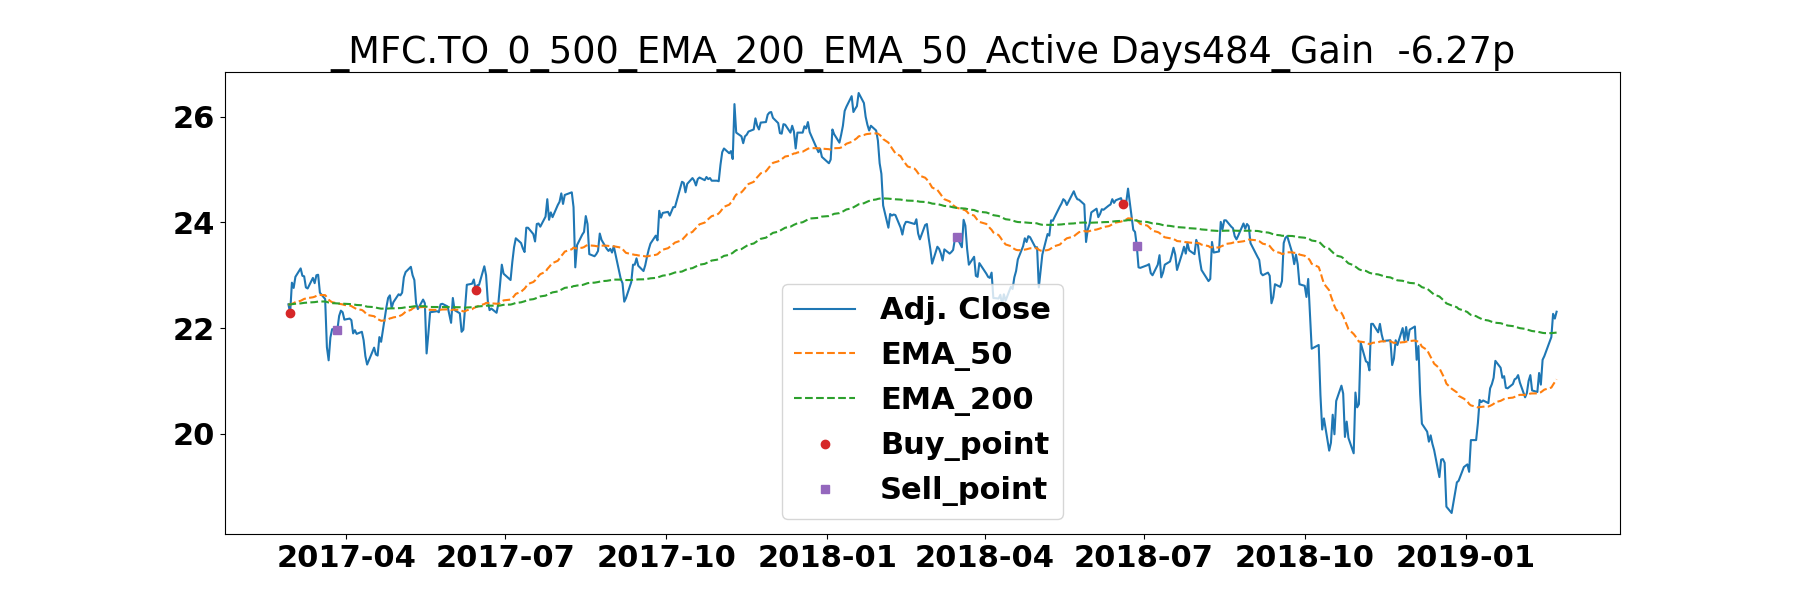 _MFC.TO_0_500_EMA_200_EMA_50_Active Days484_Gain  -6.27p
26
24
22
20
Adj. Close
EMA_50
EMA_200
Buy_point
Sell_point
2017-04 2017-07 2017-10 2018-01 2018-04 2018-07 2018-10 2019-01